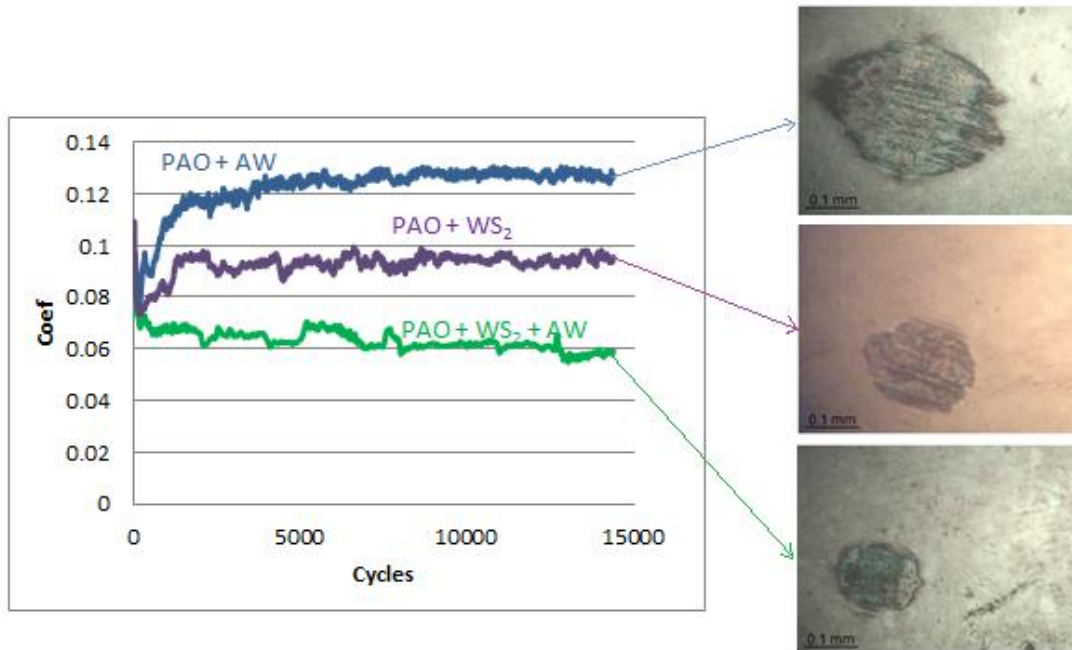 0.14
0.12
0.1
0.08
0.06
0.04
0.02
0
Coef
PAO + AW
PAO + WS₂
PAO + WS₂ + AW
0 5000 10000 15000
Cycles
0.1 mm
0.1 mm
0.1 mm